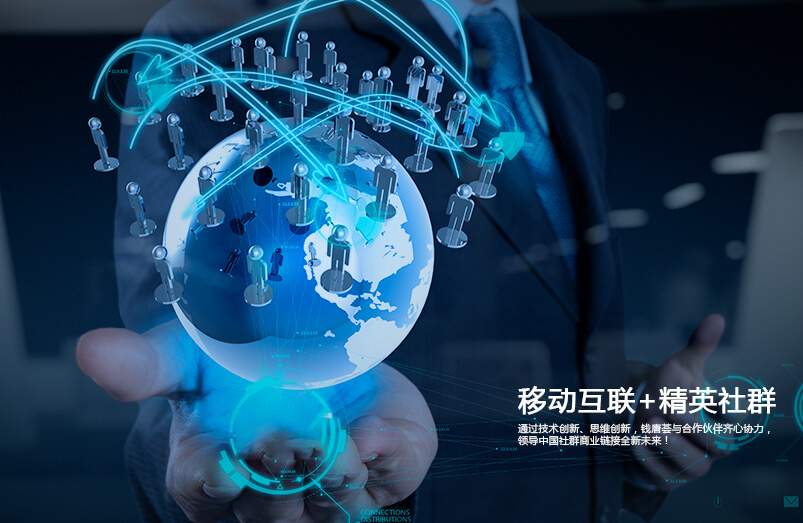 移动互联+精英社群
通过技术创新、思维创新，钱唐荟与合作伙伴齐心协力，
领导中国社群商业链接全新未来！
CONNECTIONS
DISTRIBUTIONS